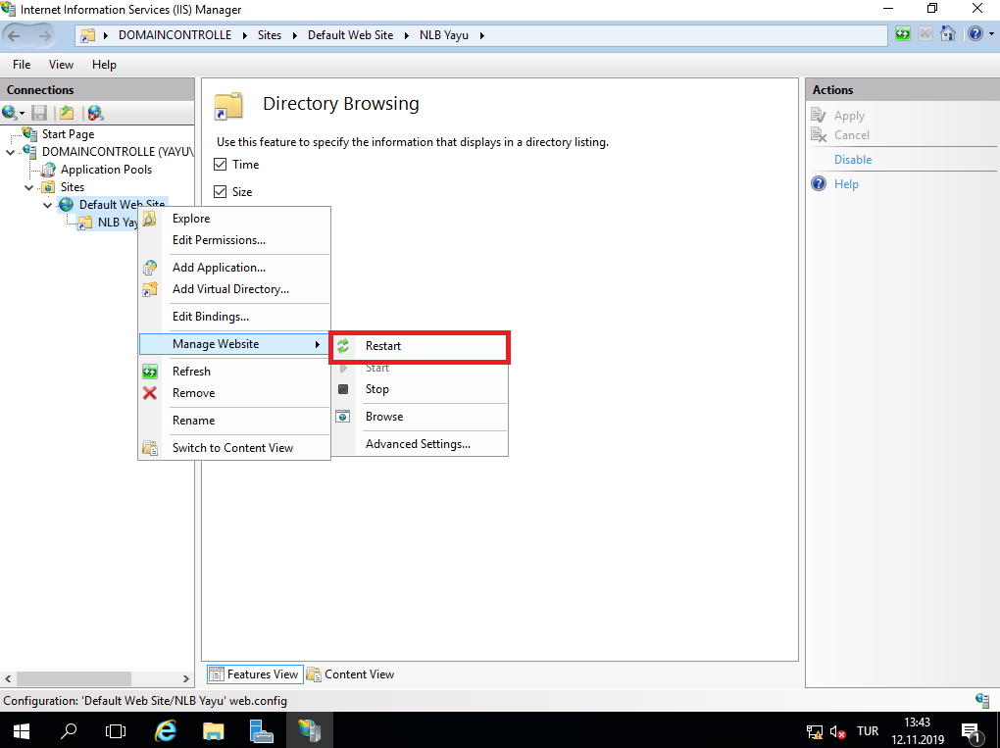 Internet Information Services (IIS) Manager
DOMAINCONTROLLE
Sites
Default Web Site
NLB Yayu
File
View
Help
Connections
Start Page
DOMAINCONTROLLE (YAYU\
Application Pools
Sites
Default Web Site
NLB Yayu
Directory Browsing
Use this feature to specify the information that displays in a directory listing.
Time
Size
Explore
Edit Permissions...
Add Application...
Add Virtual Directory...
Edit Bindings...
Manage Website
Refresh
Remove
Rename
Switch to Content View
Restart
Start
Stop
Browse
Advanced Settings...
Actions
Apply
Cancel
Disable
Help
Features View
Content View
Configuration: 'Default Web Site/NLB Yayu' web.config
TUR
13:43
12.11.2019
1